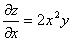 ∂z/∂x = 2x²y